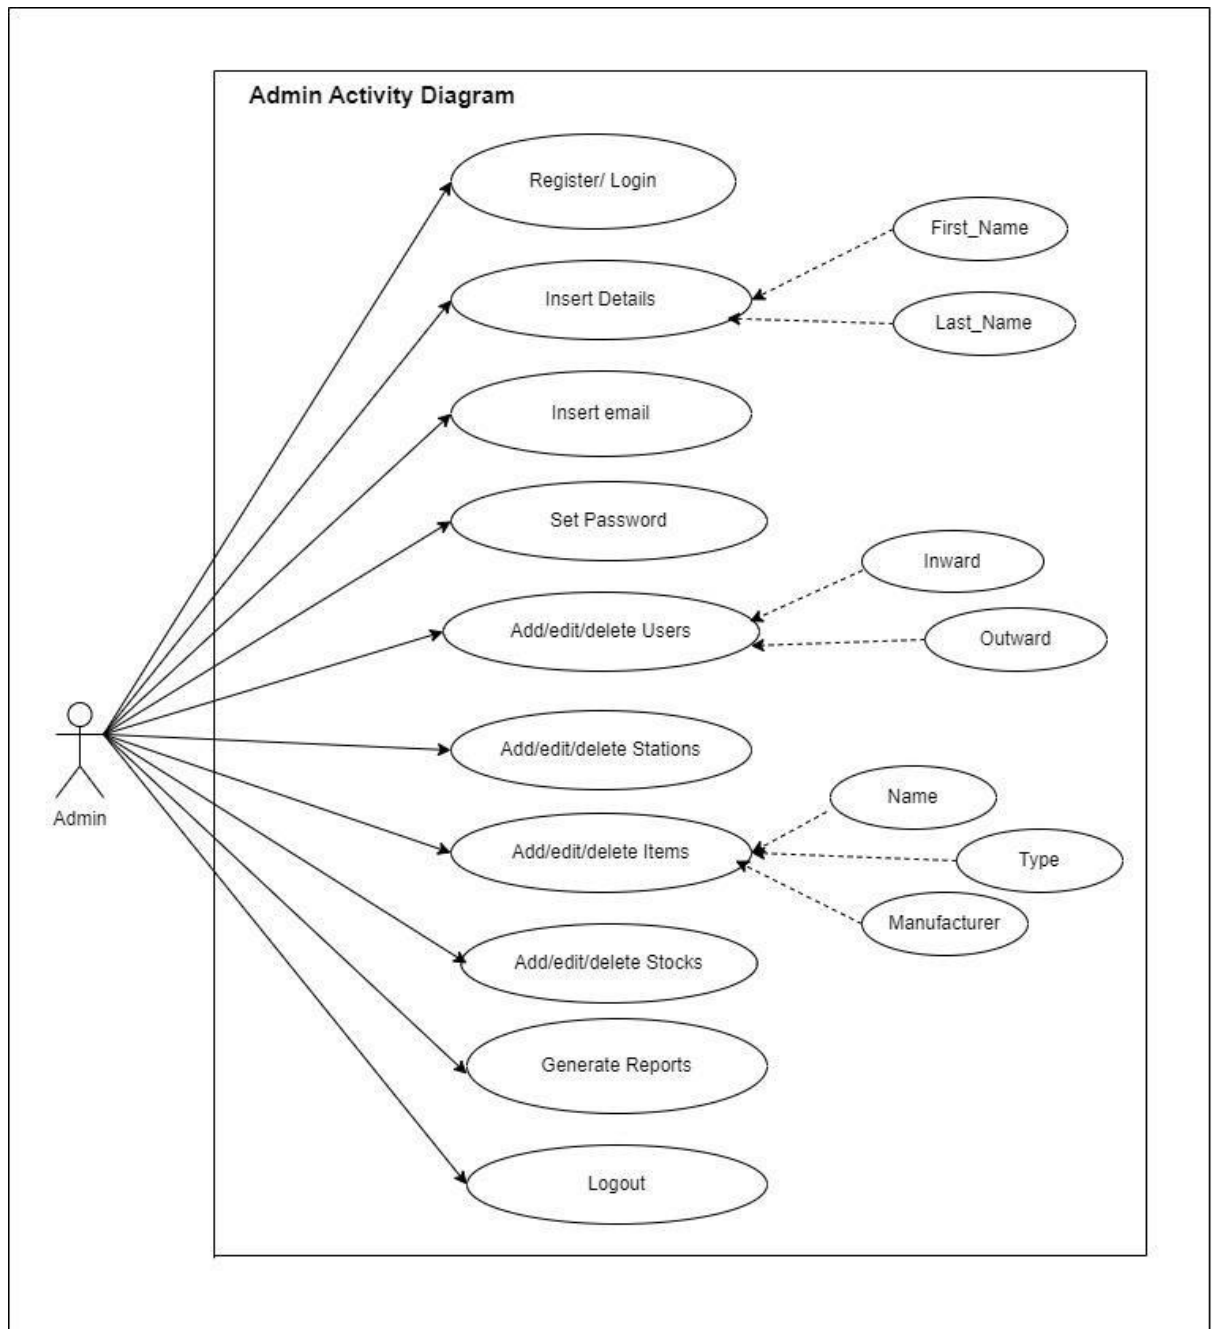 Admin Activity Diagram
Register/ Login
First_Name
Insert Details
Last_Name
Insert email
Set Password
Inward
Add/edit/delete Users
Outward
Add/edit/delete Stations
Name
Add/edit/delete Items
Type
Admin
Manufacturer
Add/edit/delete Stocks
Generate Reports
Logout